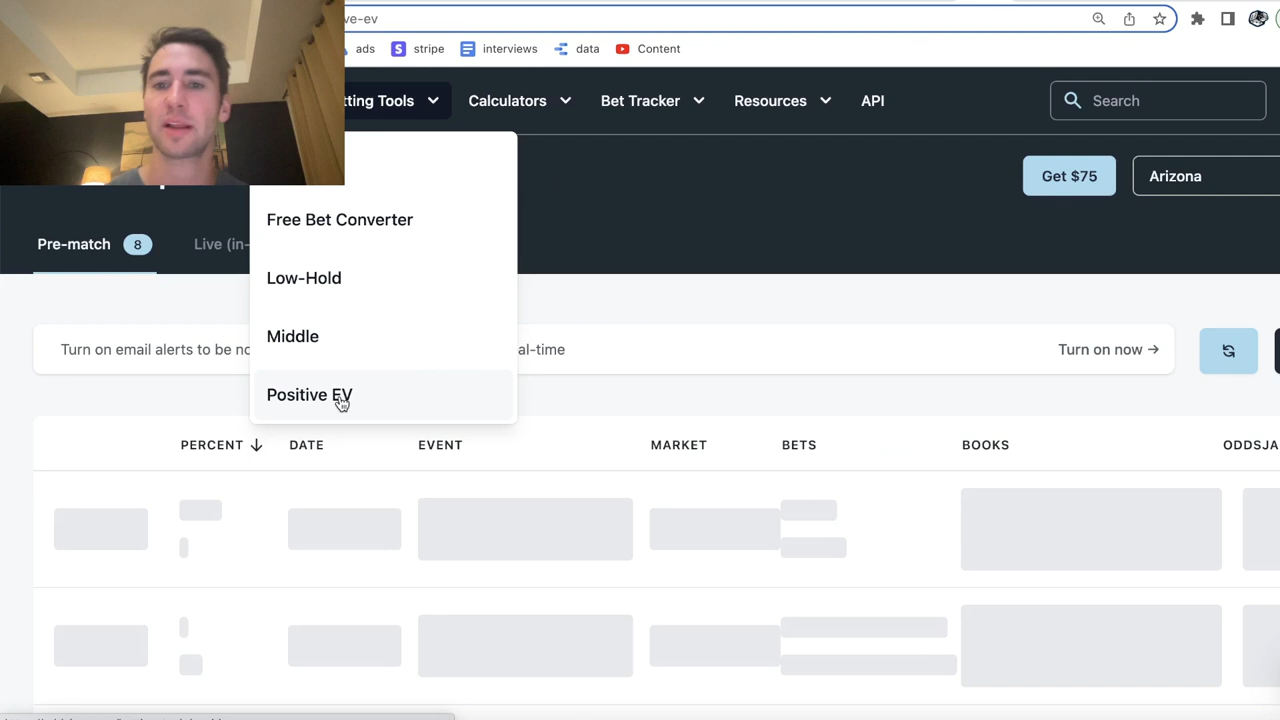 ve-ev
ads
stripe
interviews
data
Content
tting Tools
Calculators
Bet Tracker
Resources
API
Search
Get $75
Arizona
Free Bet Converter
Pre-match 8
Live (in-
Low-Hold
Middle
Turn on email alerts to be no
al-time
Turn on now →
Positive EV
PERCENT ↓
DATE
EVENT
MARKET
BETS
BOOKS
ODDSJA